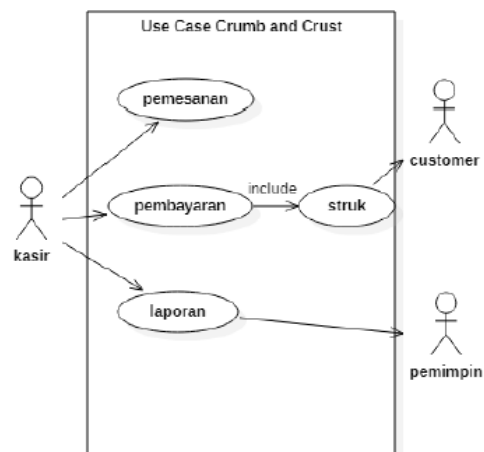 Use Case Crumb and Crust
pemesanan
customer
include
pembayaran
struk
kasir
laporan
pemimpin